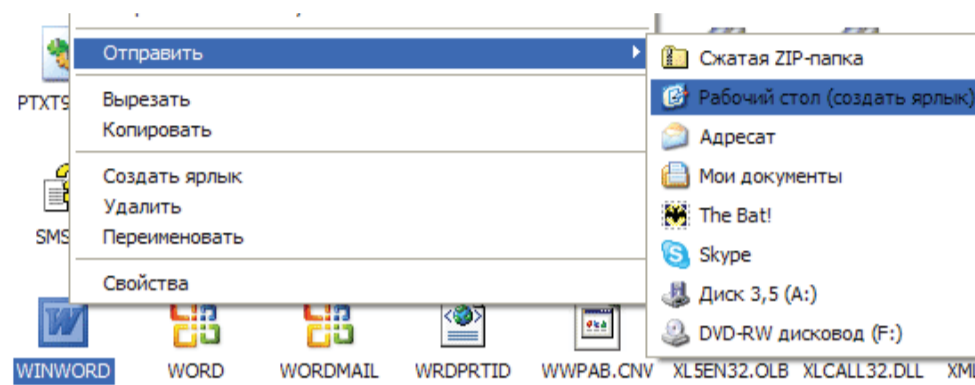 Отправить
Вырезать
Копировать
Создать ярлык
Удалить
Переименовать
Свойства
Сжатая ZIP-папка
Рабочий стол (создать ярлык)
Адресат
Мои документы
The Bat!
Skype
Диск 3,5 (A:)
DVD-RW дисковод (F:)
PTXT9
SMS
WINWORD WORD WORDMAIL WRDPRTID WWPAB.CNV XL5EN32.OLB XLCALL32.DLL XML